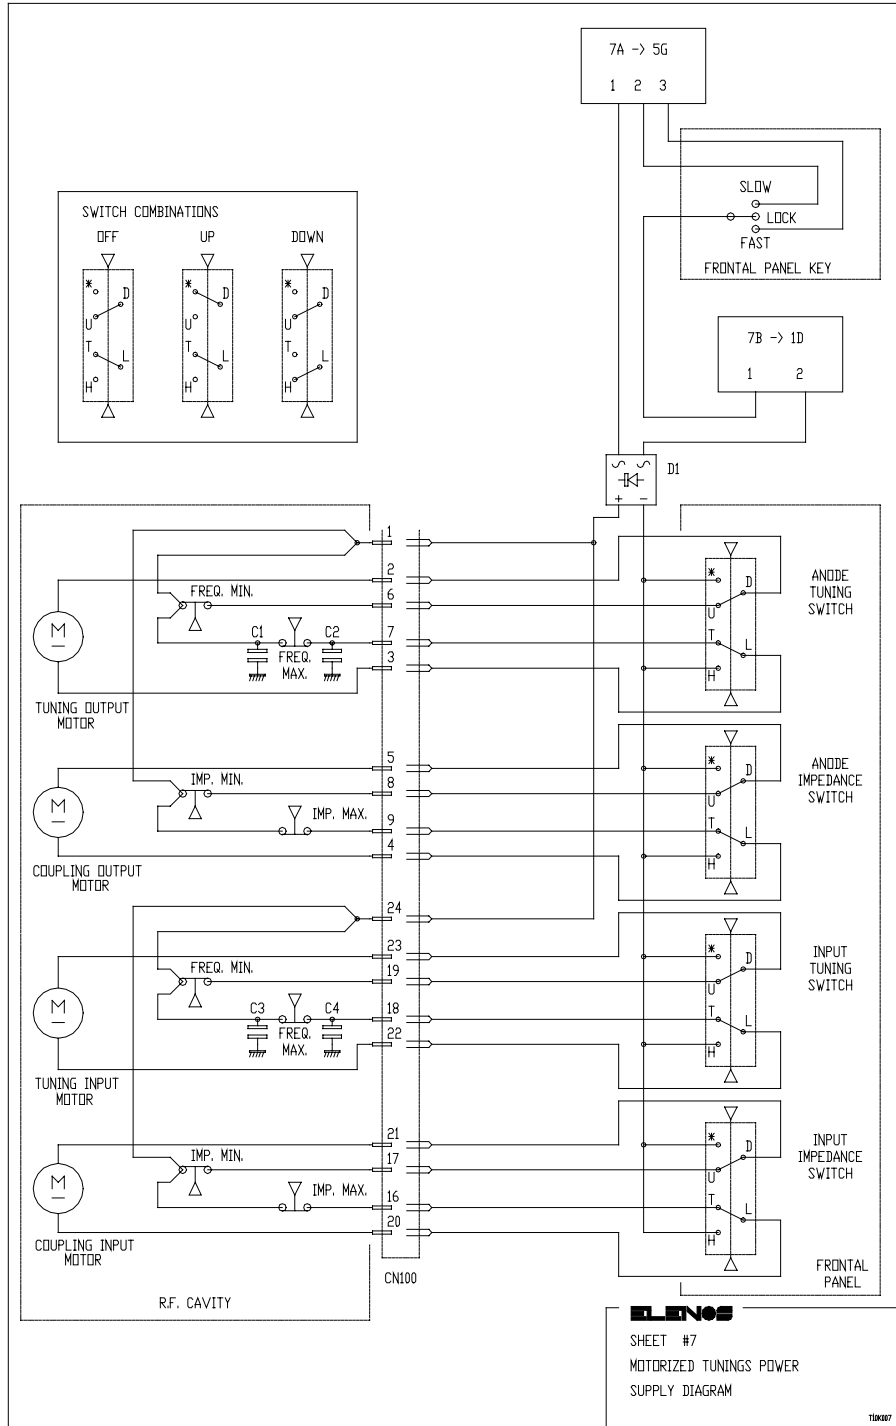 7A -> 5G
1 2 3
SLOW
LOCK
FAST
FRONTAL PANEL KEY
SWITCH COMBINATIONS
OFF UP DOWN
* D * D * D
U U U
T L T L T L
H H H
7B -> 1D
1 2
D1
+ -
1
2
FREQ. MIN.
6
M
C1 C2 7
FREQ.
MAX.
3
TUNING OUTPUT
MOTOR
* D
U
T L
H
ANODE
TUNING
SWITCH
5
IMP. MIN.
8
M
IMP. MAX.
9
4
COUPLING OUTPUT
MOTOR
* D
U
T L
H
ANODE
IMPEDANCE
SWITCH
24
23
FREQ. MIN.
19
M
C3 C4 18
FREQ.
MAX.
22
TUNING INPUT
MOTOR
* D
U
T L
H
INPUT
TUNING
SWITCH
21
IMP. MIN.
17
M
IMP. MAX.
16
20
COUPLING INPUT
MOTOR
* D
U
T L
H
INPUT
IMPEDANCE
SWITCH
CN100
R.F. CAVITY
FRONTAL
PANEL
ELENOS
SHEET #7
MOTORIZED TUNINGS POWER
SUPPLY DIAGRAM
T10K007